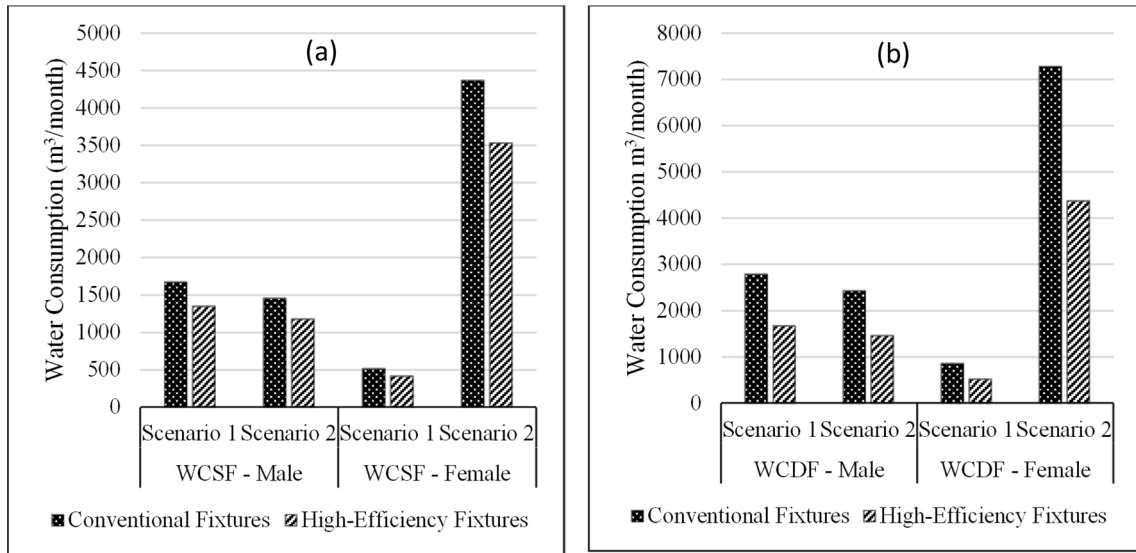 (a)
Water Consumption (m³/month)
5000
4500
4000
3500
3000
2500
2000
1500
1000
500
0
Scenario 1 Scenario 2 Scenario 1 Scenario 2
WCSF - Male WCSF - Female
Conventional Fixtures High-Efficiency Fixtures
(b)
Water Consumption m³/month)
8000
7000
6000
5000
4000
3000
2000
1000
0
Scenario 1 Scenario 2 Scenario 1 Scenario 2
WCDF - Male WCDF - Female
Conventional Fixtures High-Efficiency Fixtures